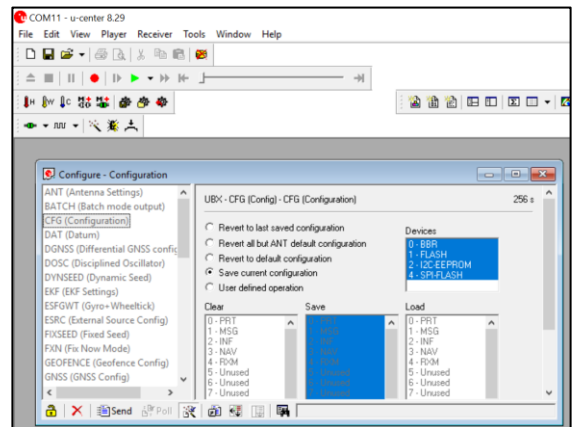 COM11 - u-center 8.29
File Edit View Player Receiver Tools Window Help
Configure - Configuration
ANT (Antenna Settings)
BATCH (Batch mode output)
CFG (Configuration)
DAT (Datum)
DGNSS (Differential GNSS config
DOSC (Disciplined Oscillator)
DYNSEED (Dynamic Seed)
EKF (EKF Settings)
ESFGWT (Gyro+Wheeltick)
ESRC (External Source Config)
FIXSEED (Fixed Seed)
FXN (Fix Now Mode)
GEOFENCE (Geofence Config)
GNSS (GNSS Config)
UBX - CFG (Config) - CFG (Configuration) 256 s
Revert to last saved configuration
Revert all but ANT default configuration
Revert to default configuration
Save current configuration
User defined operation
Devices
0 - BBR
1 - FLASH
2 - I2C-EEPROM
4 - SPI-FLASH
Clear
0 - PRT
1 - MSG
2 - INF
3 - NAV
4 - RXM
5 - Unused
6 - Unused
7 - Unused
Save
Load
0 - PRT
1 - MSG
2 - INF
3 - NAV
4 - RXM
5 - Unused
6 - Unused
7 - Unused
Send Poll